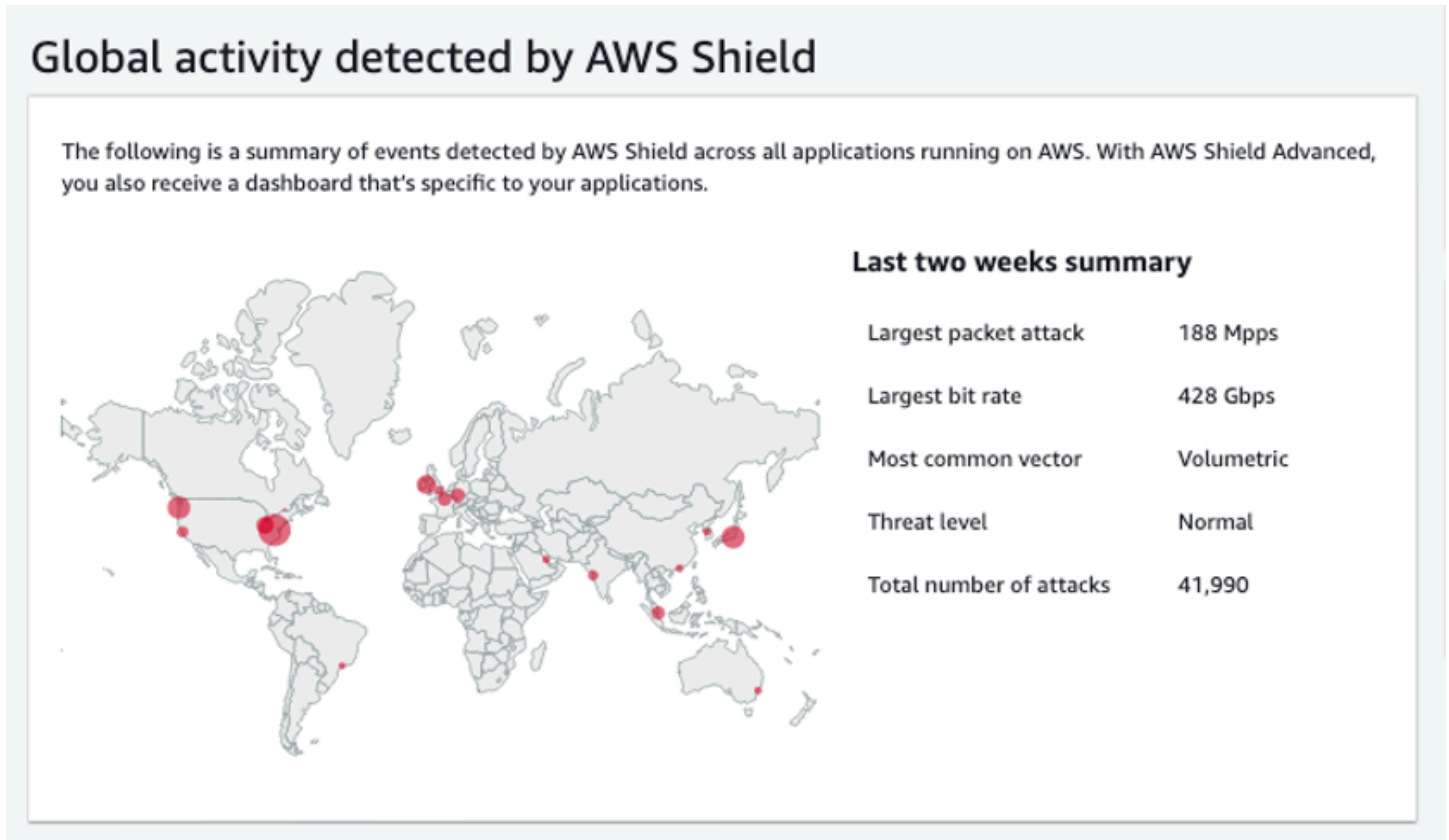 Global activity detected by AWS Shield
The following is a summary of events detected by AWS Shield across all applications running on AWS. With AWS Shield Advanced,
you also receive a dashboard that's specific to your applications.
Last two weeks summary
Largest packet attack 188 Mpps
Largest bit rate 428 Gbps
Most common vector Volumetric
Threat level Normal
Total number of attacks 41,990